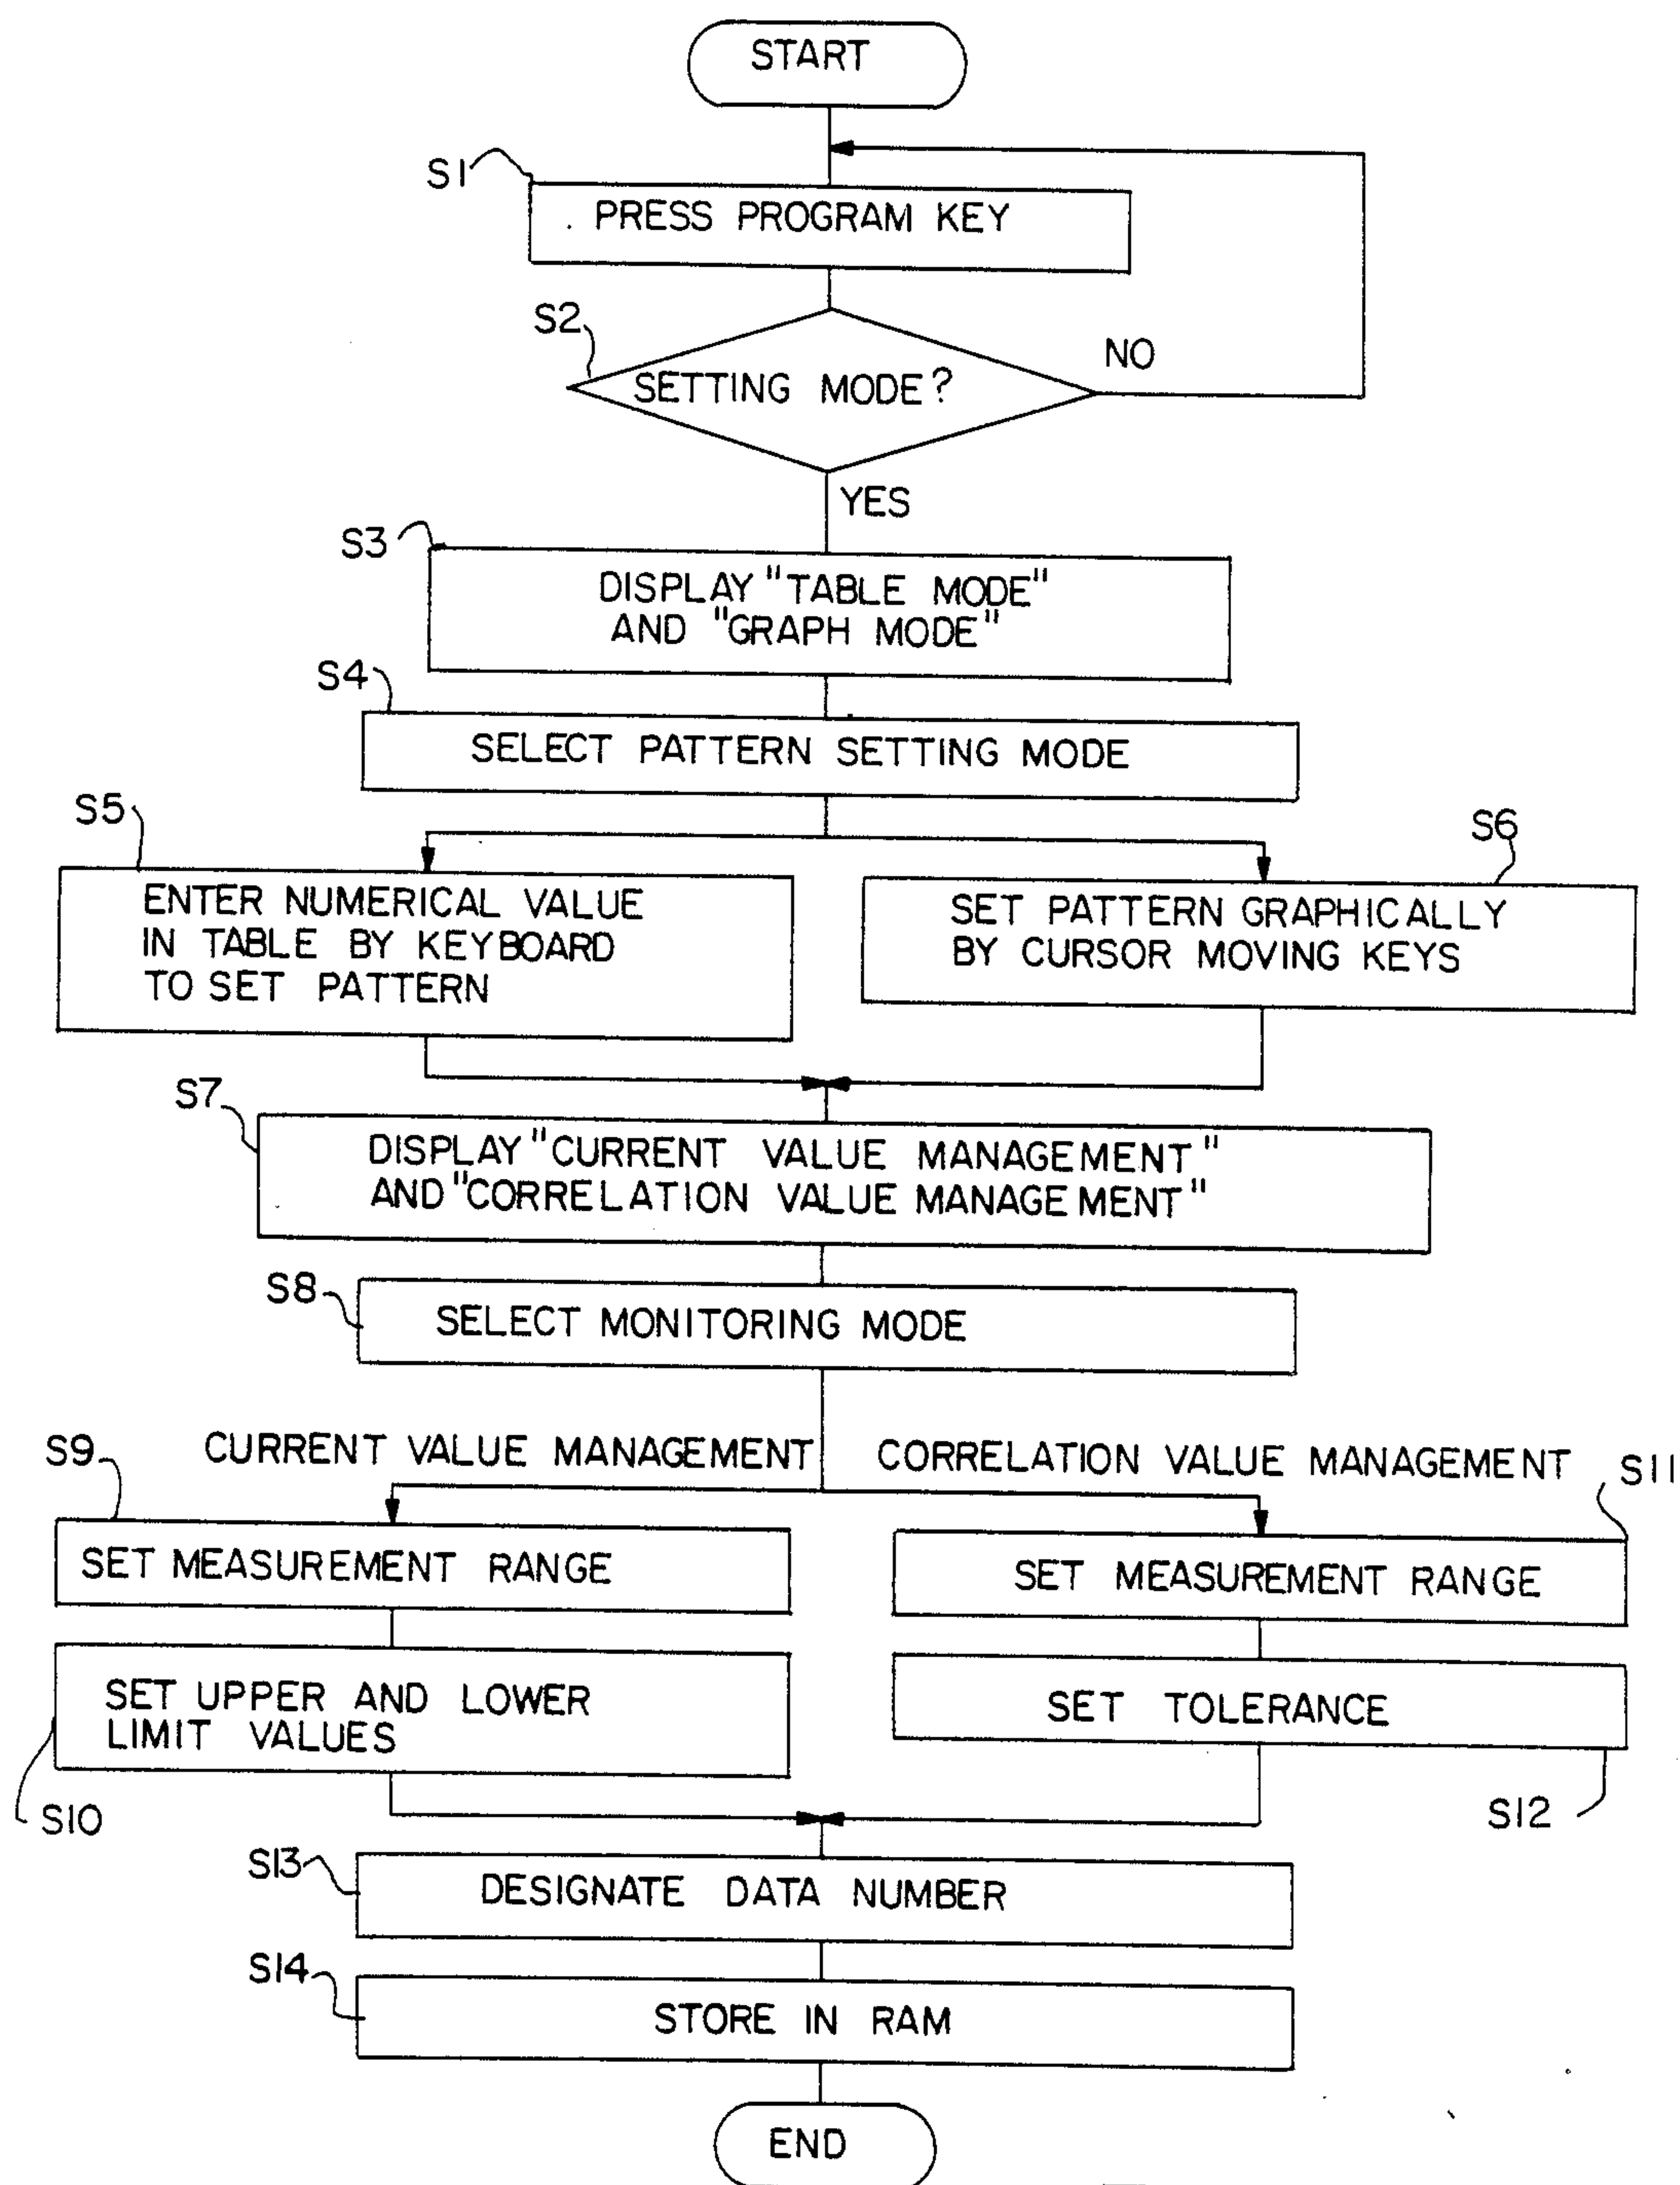 START
S1
PRESS PROGRAM KEY
S2
SETTING MODE?
NO
YES
S3
DISPLAY "TABLE MODE"
AND "GRAPH MODE"
S4
SELECT PATTERN SETTING MODE
S5
ENTER NUMERICAL VALUE
IN TABLE BY KEYBOARD
TO SET PATTERN
S6
SET PATTERN GRAPHICALLY
BY CURSOR MOVING KEYS
S7
DISPLAY "CURRENT VALUE MANAGEMENT"
AND "CORRELATION VALUE MANAGEMENT"
S8
SELECT MONITORING MODE
CURRENT VALUE MANAGEMENT
CORRELATION VALUE MANAGEMENT
S9
SET MEASUREMENT RANGE
S11
SET MEASUREMENT RANGE
SET UPPER AND LOWER
LIMIT VALUES
S10
SET TOLERANCE
S12
S13
DESIGNATE DATA NUMBER
S14
STORE IN RAM
END